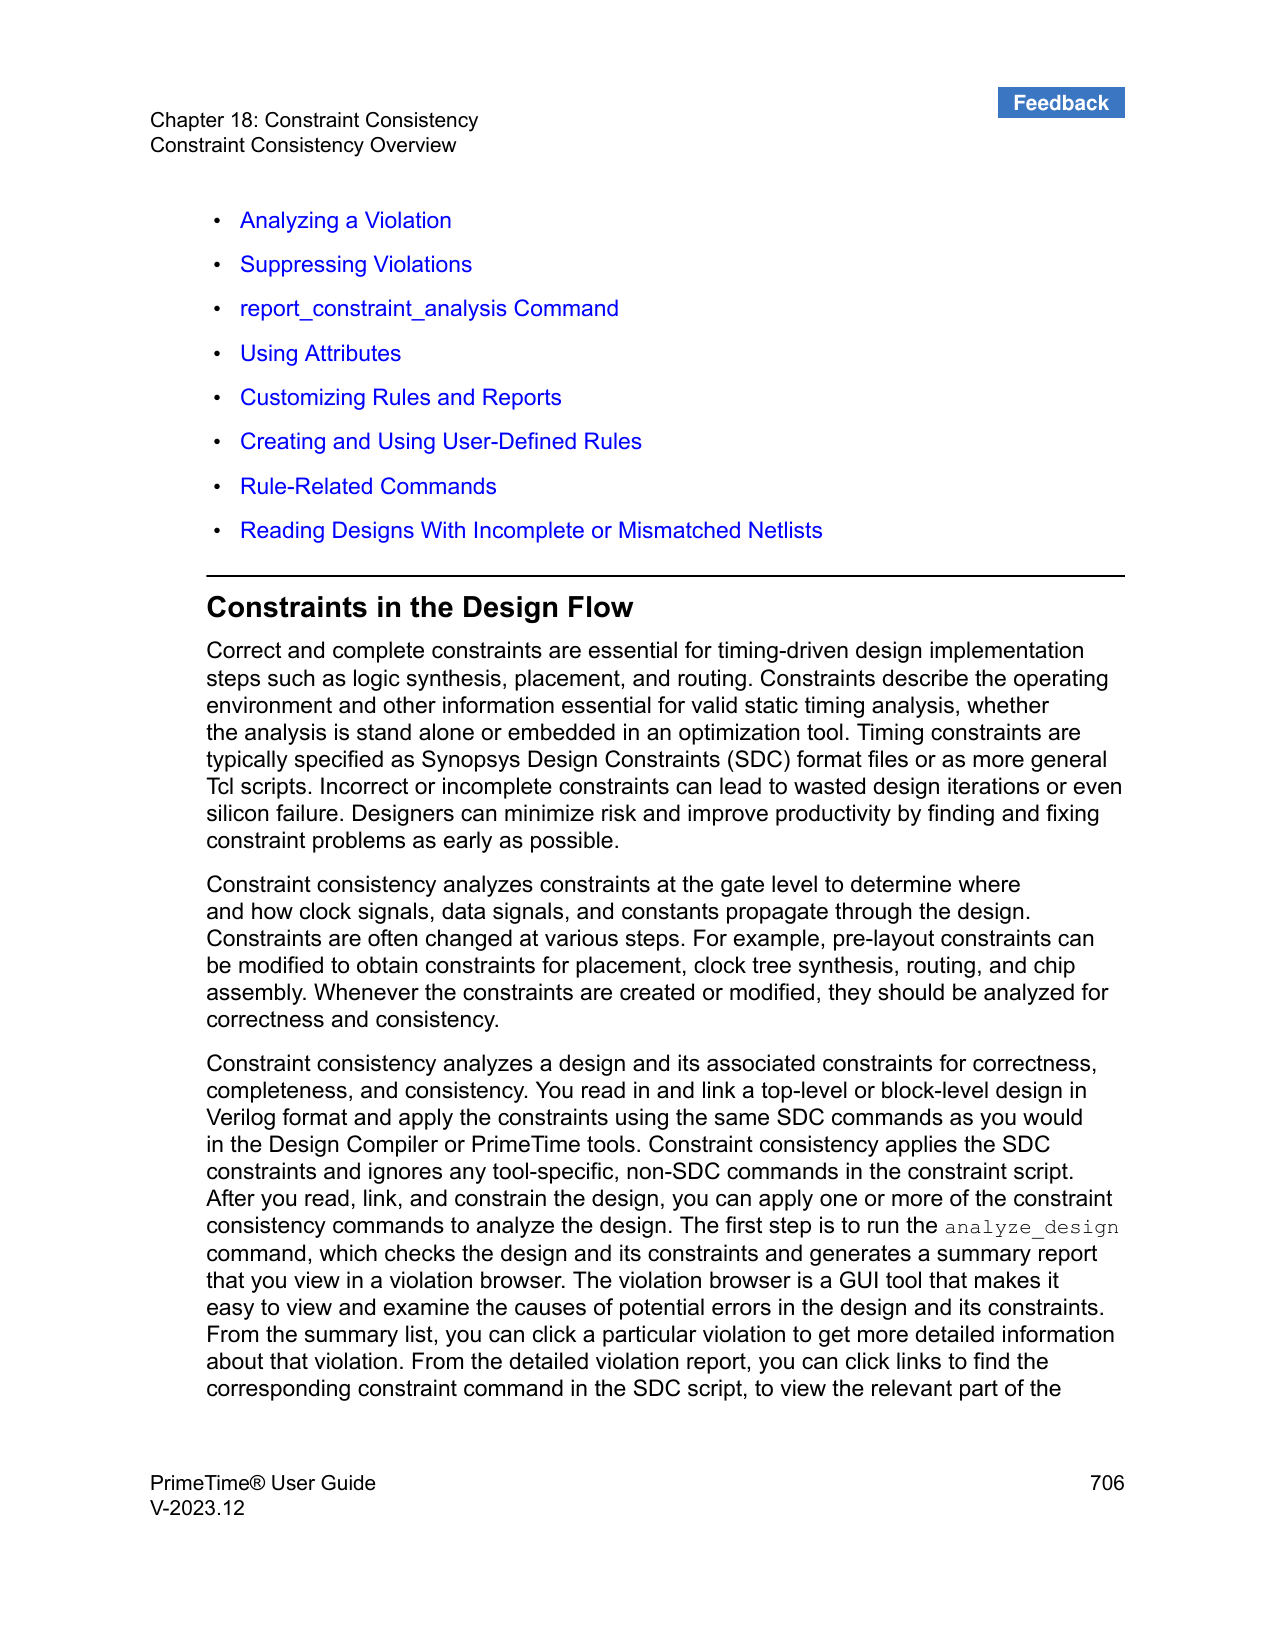 Feedback
Chapter 18: Constraint Consistency
Constraint Consistency Overview
• Analyzing a Violation
• Suppressing Violations
• report_constraint_analysis Command
• Using Attributes
• Customizing Rules and Reports
• Creating and Using User-Defined Rules
• Rule-Related Commands
• Reading Designs With Incomplete or Mismatched Netlists
Constraints in the Design Flow
Correct and complete constraints are essential for timing-driven design implementation
steps such as logic synthesis, placement, and routing. Constraints describe the operating
environment and other information essential for valid static timing analysis, whether
the analysis is stand alone or embedded in an optimization tool. Timing constraints are
typically specified as Synopsys Design Constraints (SDC) format files or as more general
Tcl scripts. Incorrect or incomplete constraints can lead to wasted design iterations or even
silicon failure. Designers can minimize risk and improve productivity by finding and fixing
constraint problems as early as possible.
Constraint consistency analyzes constraints at the gate level to determine where
and how clock signals, data signals, and constants propagate through the design.
Constraints are often changed at various steps. For example, pre-layout constraints can
be modified to obtain constraints for placement, clock tree synthesis, routing, and chip
assembly. Whenever the constraints are created or modified, they should be analyzed for
correctness and consistency.
Constraint consistency analyzes a design and its associated constraints for correctness,
completeness, and consistency. You read in and link a top-level or block-level design in
Verilog format and apply the constraints using the same SDC commands as you would
in the Design Compiler or PrimeTime tools. Constraint consistency applies the SDC
constraints and ignores any tool-specific, non-SDC commands in the constraint script.
After you read, link, and constrain the design, you can apply one or more of the constraint
consistency commands to analyze the design. The first step is to run the analyze_design
command, which checks the design and its constraints and generates a summary report
that you view in a violation browser. The violation browser is a GUI tool that makes it
easy to view and examine the causes of potential errors in the design and its constraints.
From the summary list, you can click a particular violation to get more detailed information
about that violation. From the detailed violation report, you can click links to find the
corresponding constraint command in the SDC script, to view the relevant part of the
PrimeTime® User Guide 706
V-2023.12